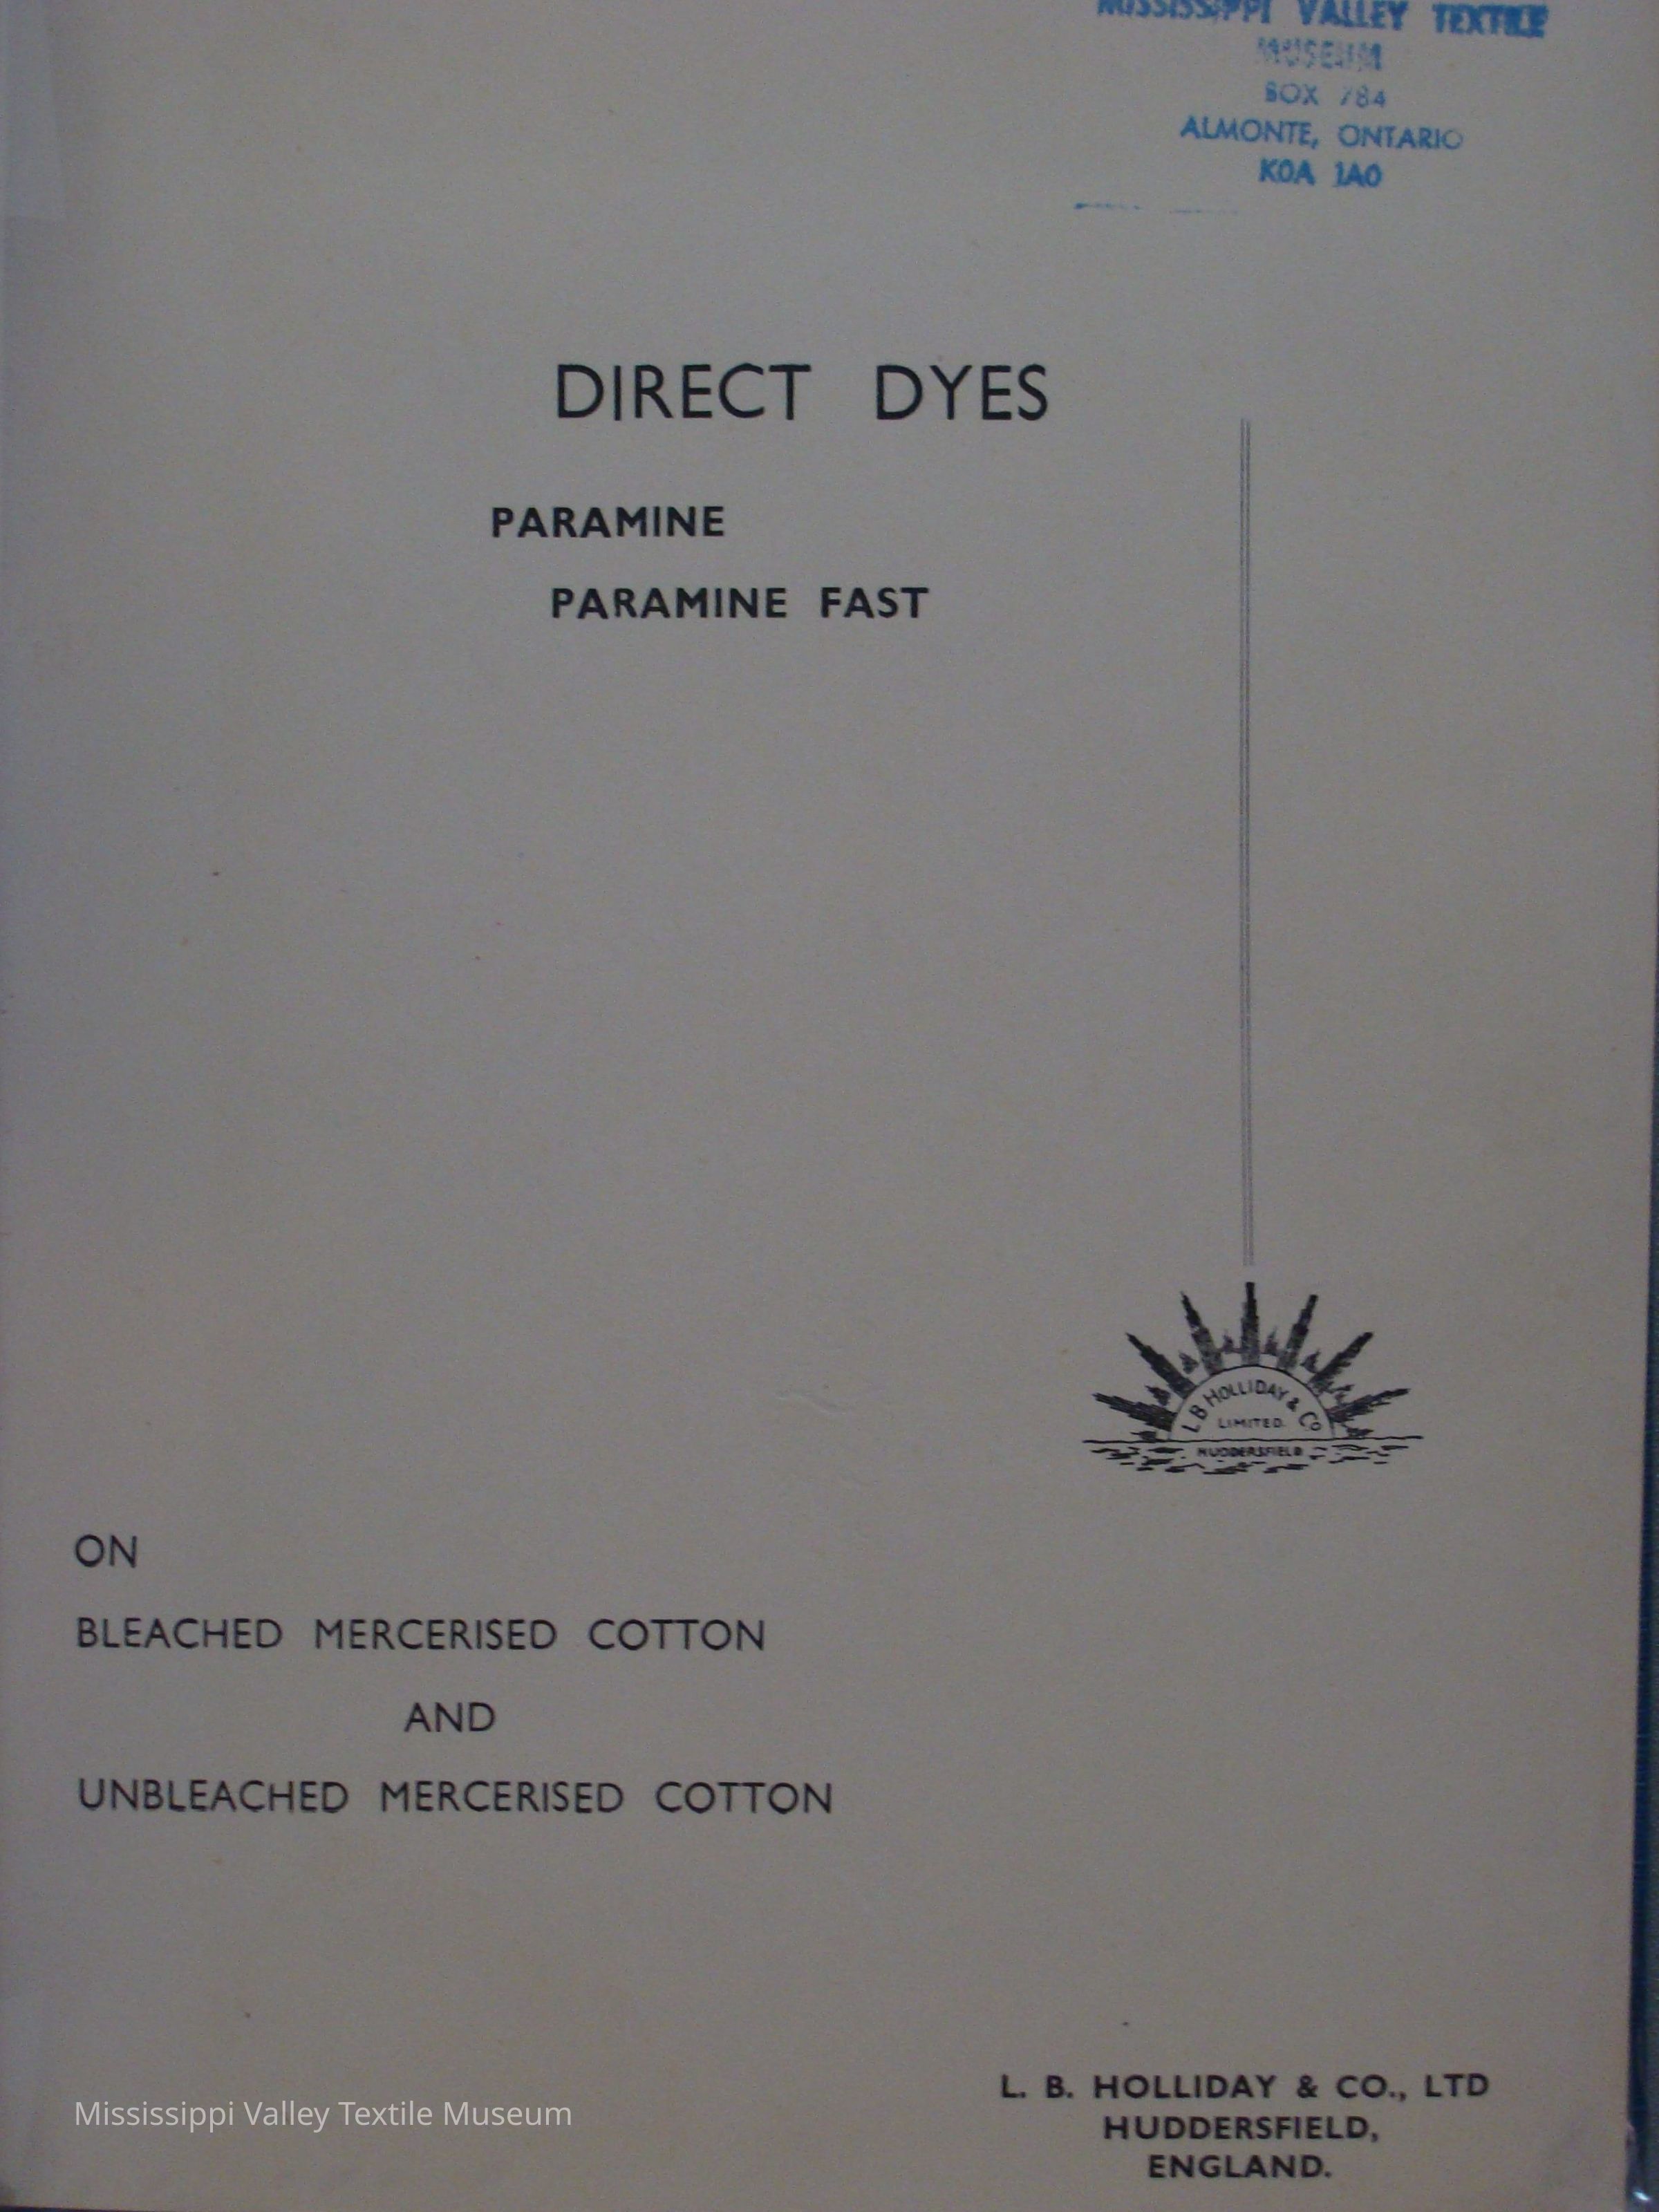 MISSISSIPPI VALLEY TEXTILE
MUSEUM
BOX 784
ALMONTE, ONTARIO
K0A 1A0
DIRECT DYES
PARAMINE
PARAMINE FAST
L B HOLLIDAY & Co
LIMITED.
HUDDERSFIELD
ON
BLEACHED MERCERISED COTTON
AND
UNBLEACHED MERCERISED COTTON
L. B. HOLLIDAY & CO., LTD
HUDDERSFIELD,
ENGLAND.
Mississippi Valley Textile Museum